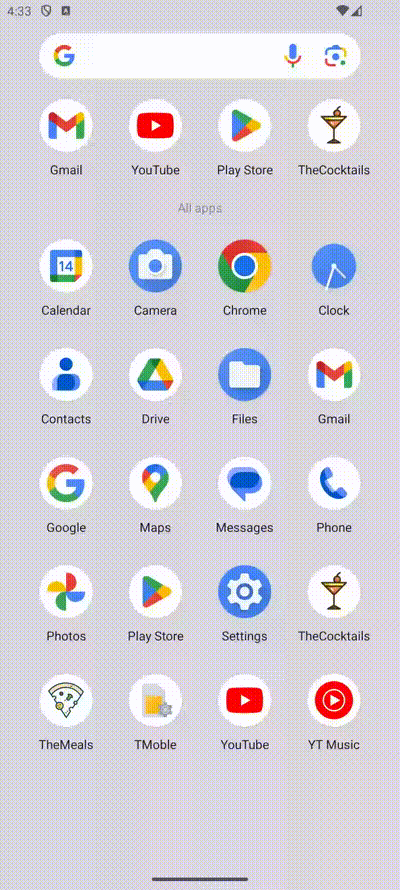 4:33
Gmail YouTube Play Store TheCocktails
All apps
14
Calendar Camera Chrome Clock
Contacts Drive Files Gmail
Google Maps Messages Phone
Photos Play Store Settings TheCocktails
TheMeals TMoble YouTube YT Music